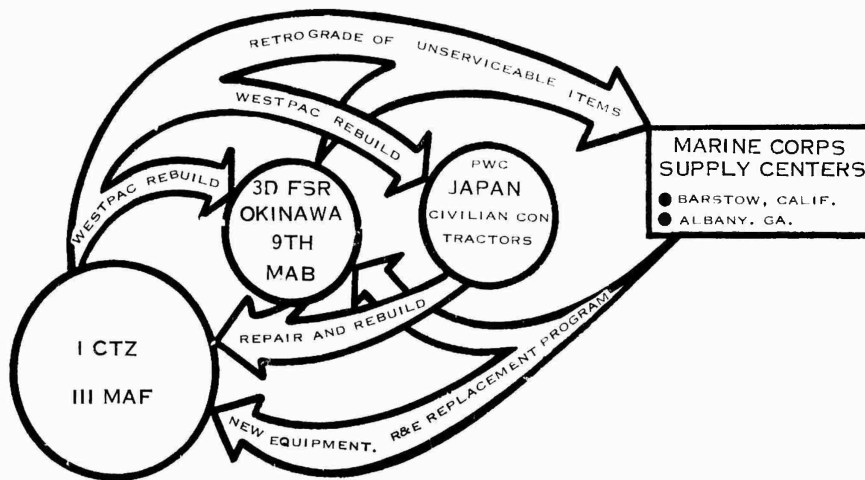 RETROGRADE OF UNSERVICEABLE ITEMS
WESTPAC REBUILD
WESTPAC REBUILD
3D FSR
OKINAWA
9TH
MAB
PWC
JAPAN
CIVILIAN CON
TRACTORS
MARINE CORPS
SUPPLY CENTERS
● BARSTOW, CALIF.
● ALBANY. GA.
REPAIR AND REBUILD
I CTZ
III MAF
NEW EQUIPMENT. R&E REPLACEMENT PROGRAM